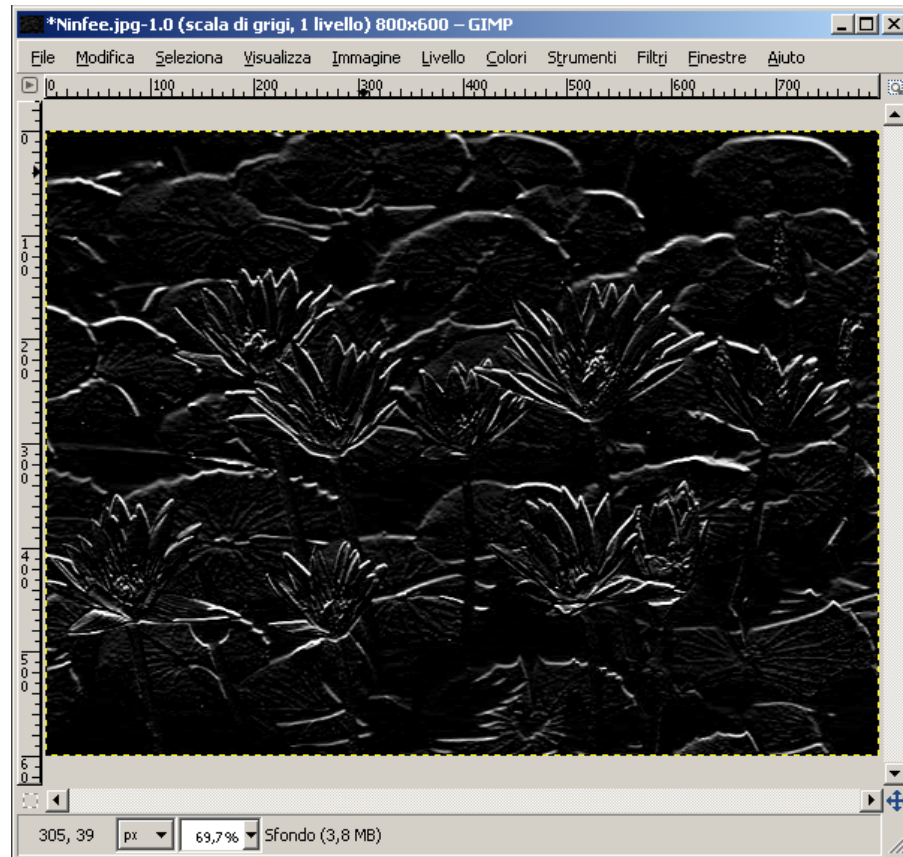 *Ninfee.jpg-1.0 (scala di grigi, 1 livello) 800x600 – GIMP
File Modifica Seleziona Visualizza Immagine Livello Colori Strumenti Filtri Finestre Aiuto
0 100 200 300 400 500 600 700
0
100
200
300
400
500
600
305, 39 px 69,7% Sfondo (3,8 MB)